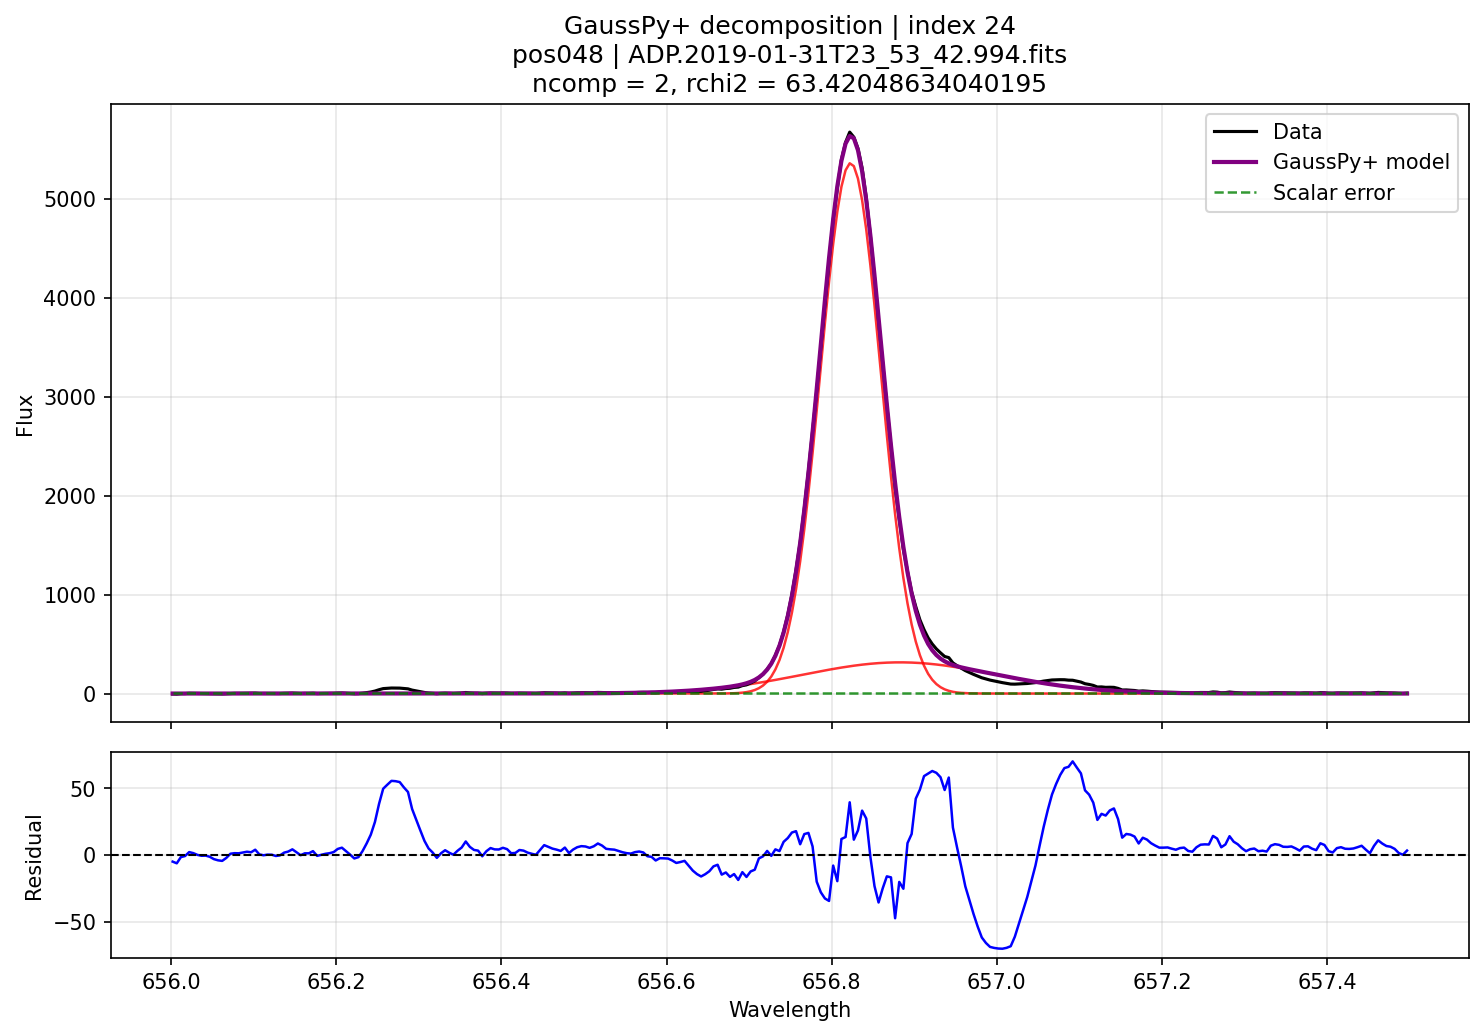 GaussPy+ decomposition | index 24
pos048 | ADP.2019-01-31T23_53_42.994.fits
ncomp = 2, rchi2 = 63.42048634040195
Data
GaussPy+ model
Scalar error
Flux
5000
4000
3000
2000
1000
0
Residual
50
0
−50
656.0 656.2 656.4 656.6 656.8 657.0 657.2 657.4
Wavelength